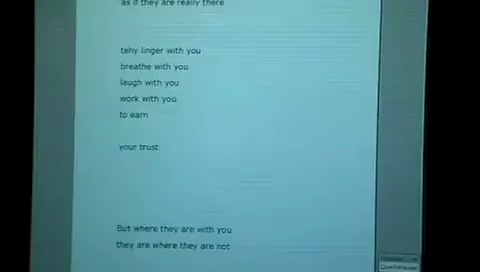 as if they are really there
tehy linger with you
breathe with you
laugh with you
work with you
to earn
your trust
But where they are with you
they are where they are not